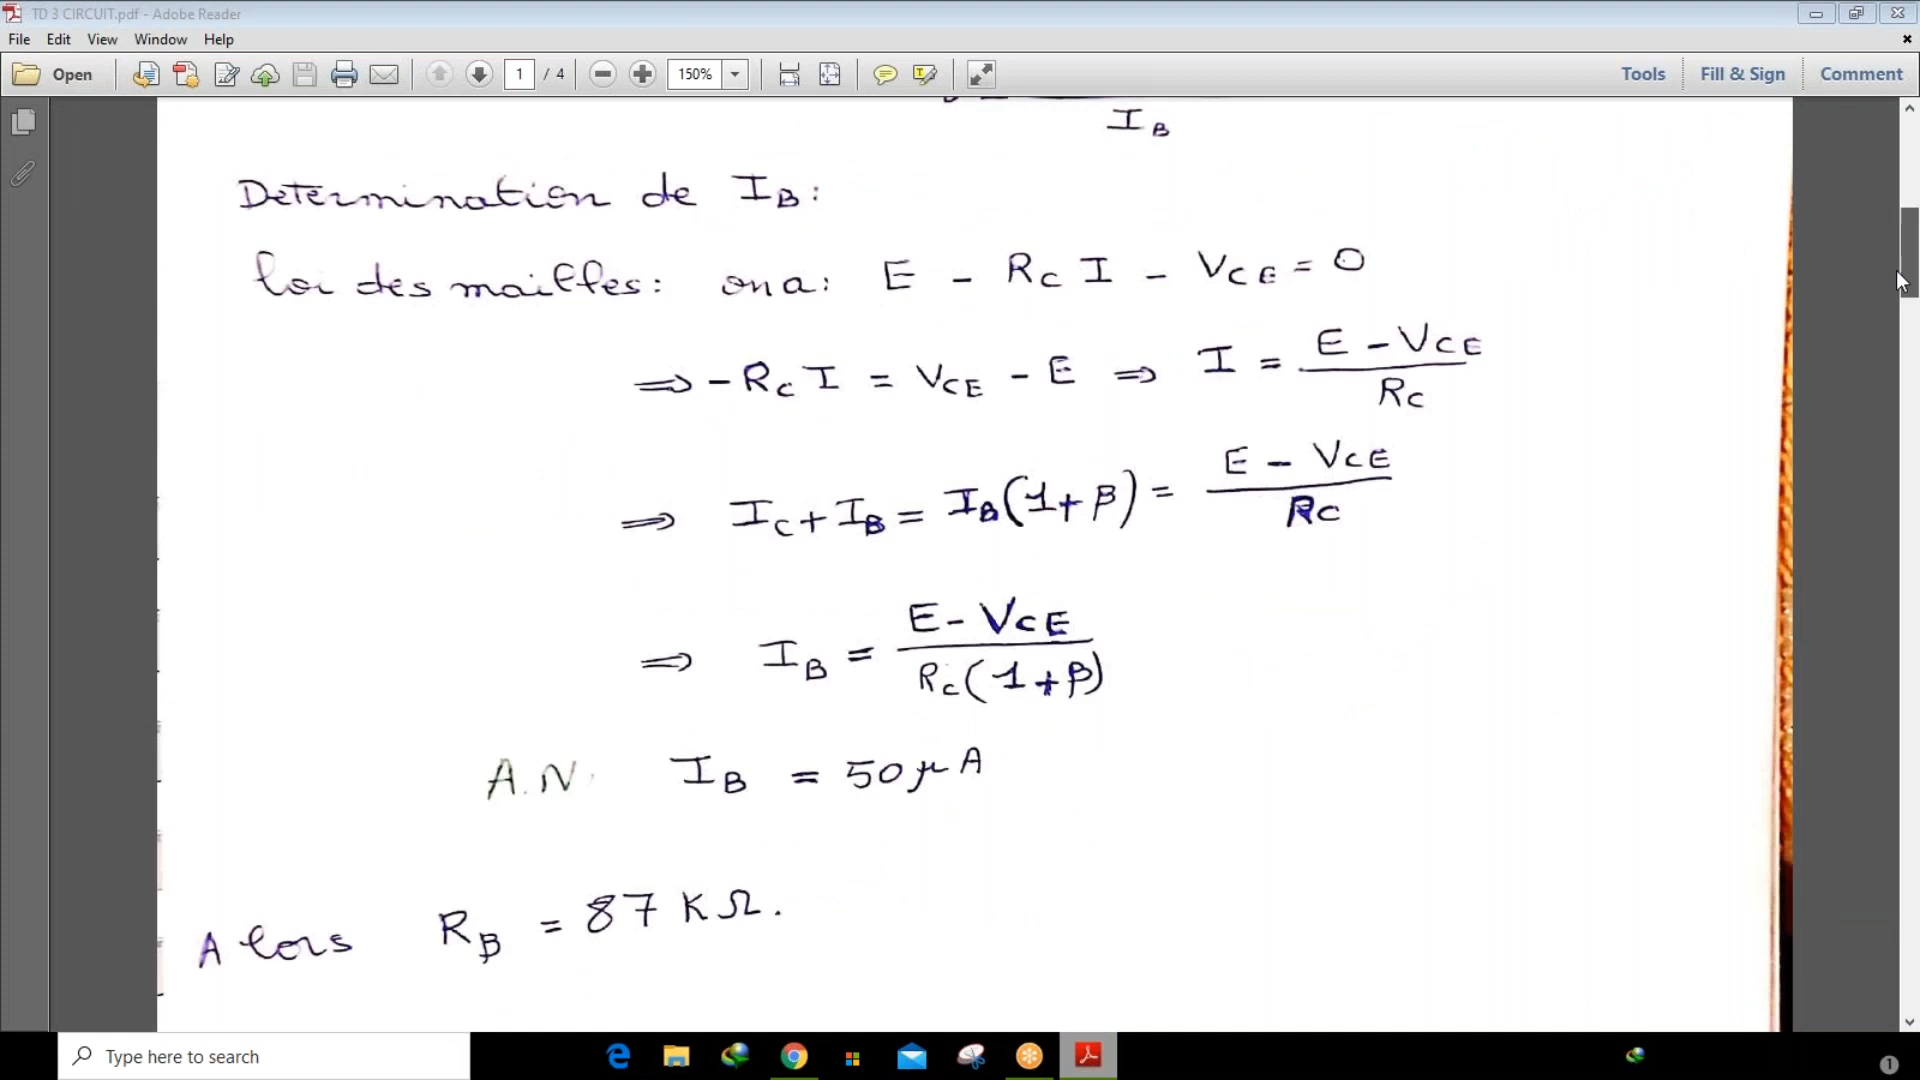 TD 3 CIRCUIT.pdf - Adobe Reader
File Edit View Window Help
Open 1 / 4 150% Tools Fill & Sign Comment
I_B
Determination de I_B :
loi des mailles : on a : E - R_C I - V_CE = 0
⇒ - R_C I = V_CE - E ⇒ I = (E - V_CE) / R_C
⇒ I_C + I_B = I_B (1 + β) = (E - V_CE) / R_C
⇒ I_B = (E - V_CE) / (R_C (1 + β))
A.N. I_B = 50 µA
Alors R_B = 87 KΩ.
Type here to search
1